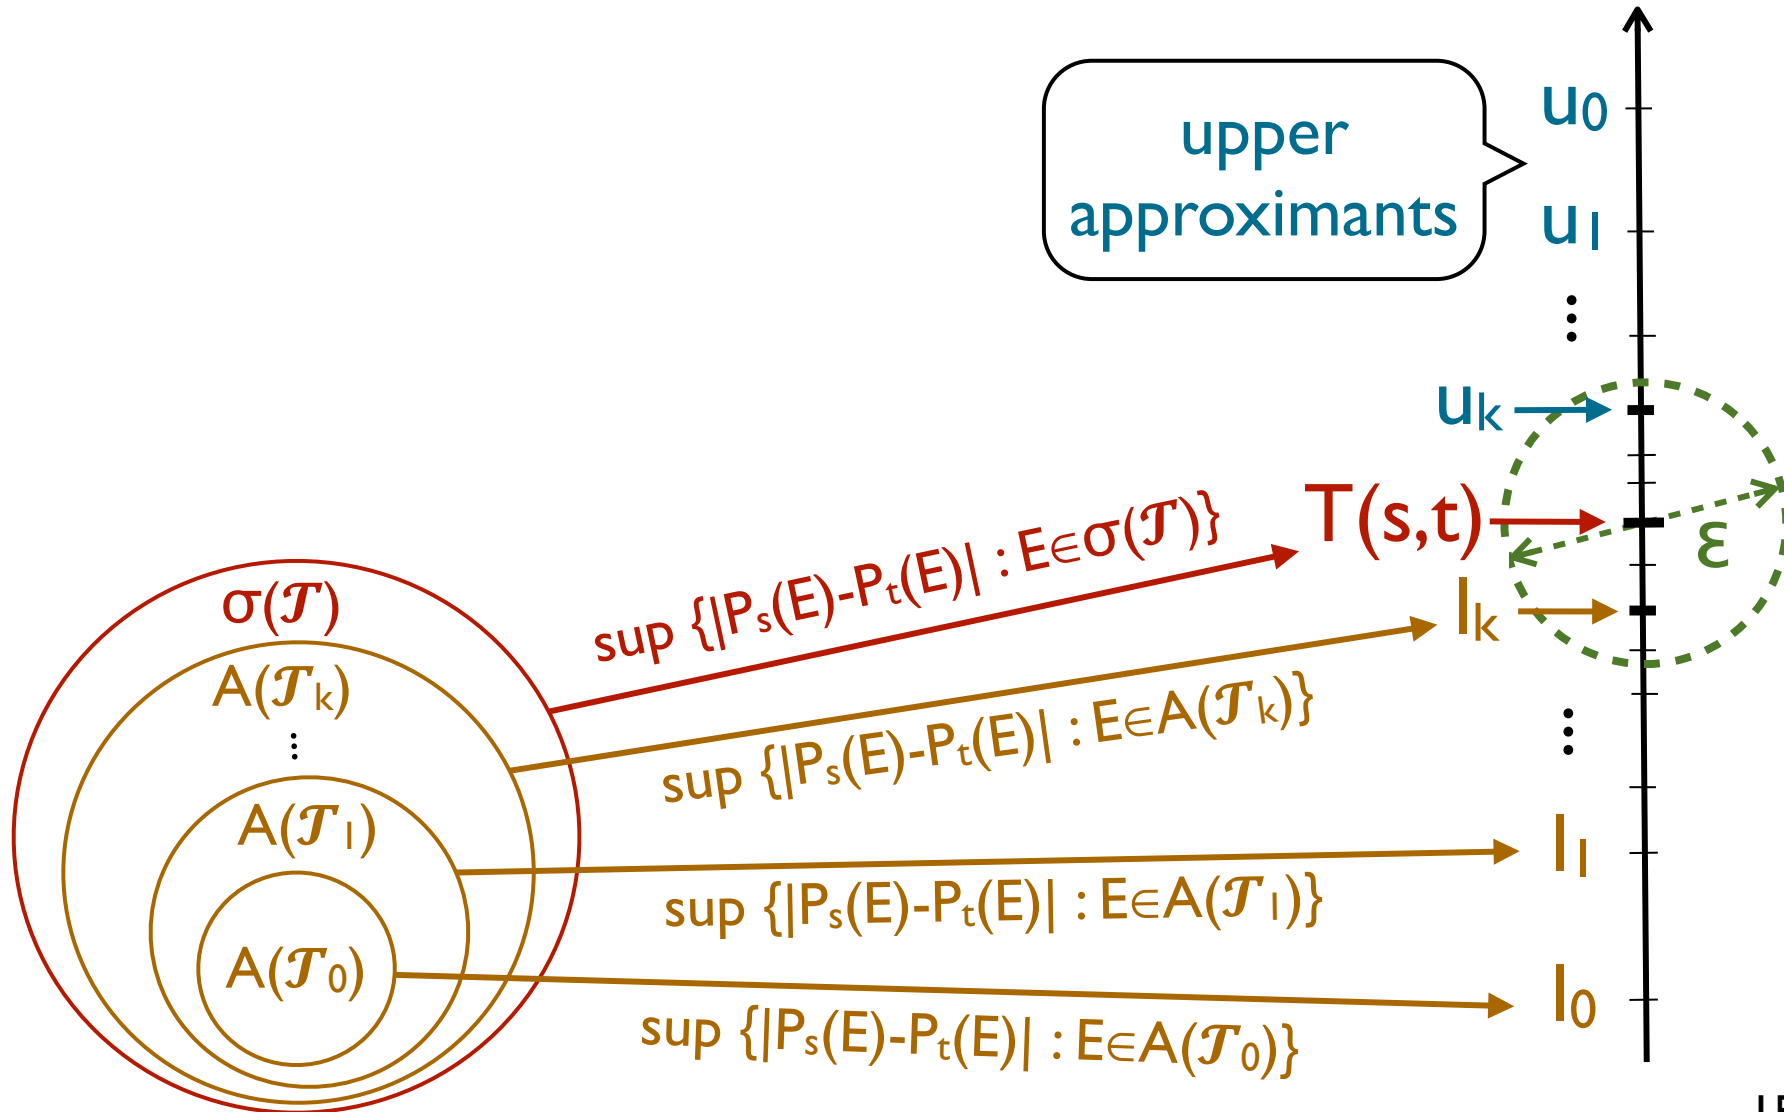 upper
approximants
u0
u1
⋮
uk
T(s,t)
ε
lk
⋮
l1
l0
sup {|Ps(E)-Pt(E)| : E∈σ(𝒯)}
sup {|Ps(E)-Pt(E)| : E∈A(𝒯k)}
sup {|Ps(E)-Pt(E)| : E∈A(𝒯1)}
sup {|Ps(E)-Pt(E)| : E∈A(𝒯0)}
σ(𝒯)
A(𝒯k)
⋮
A(𝒯1)
A(𝒯0)